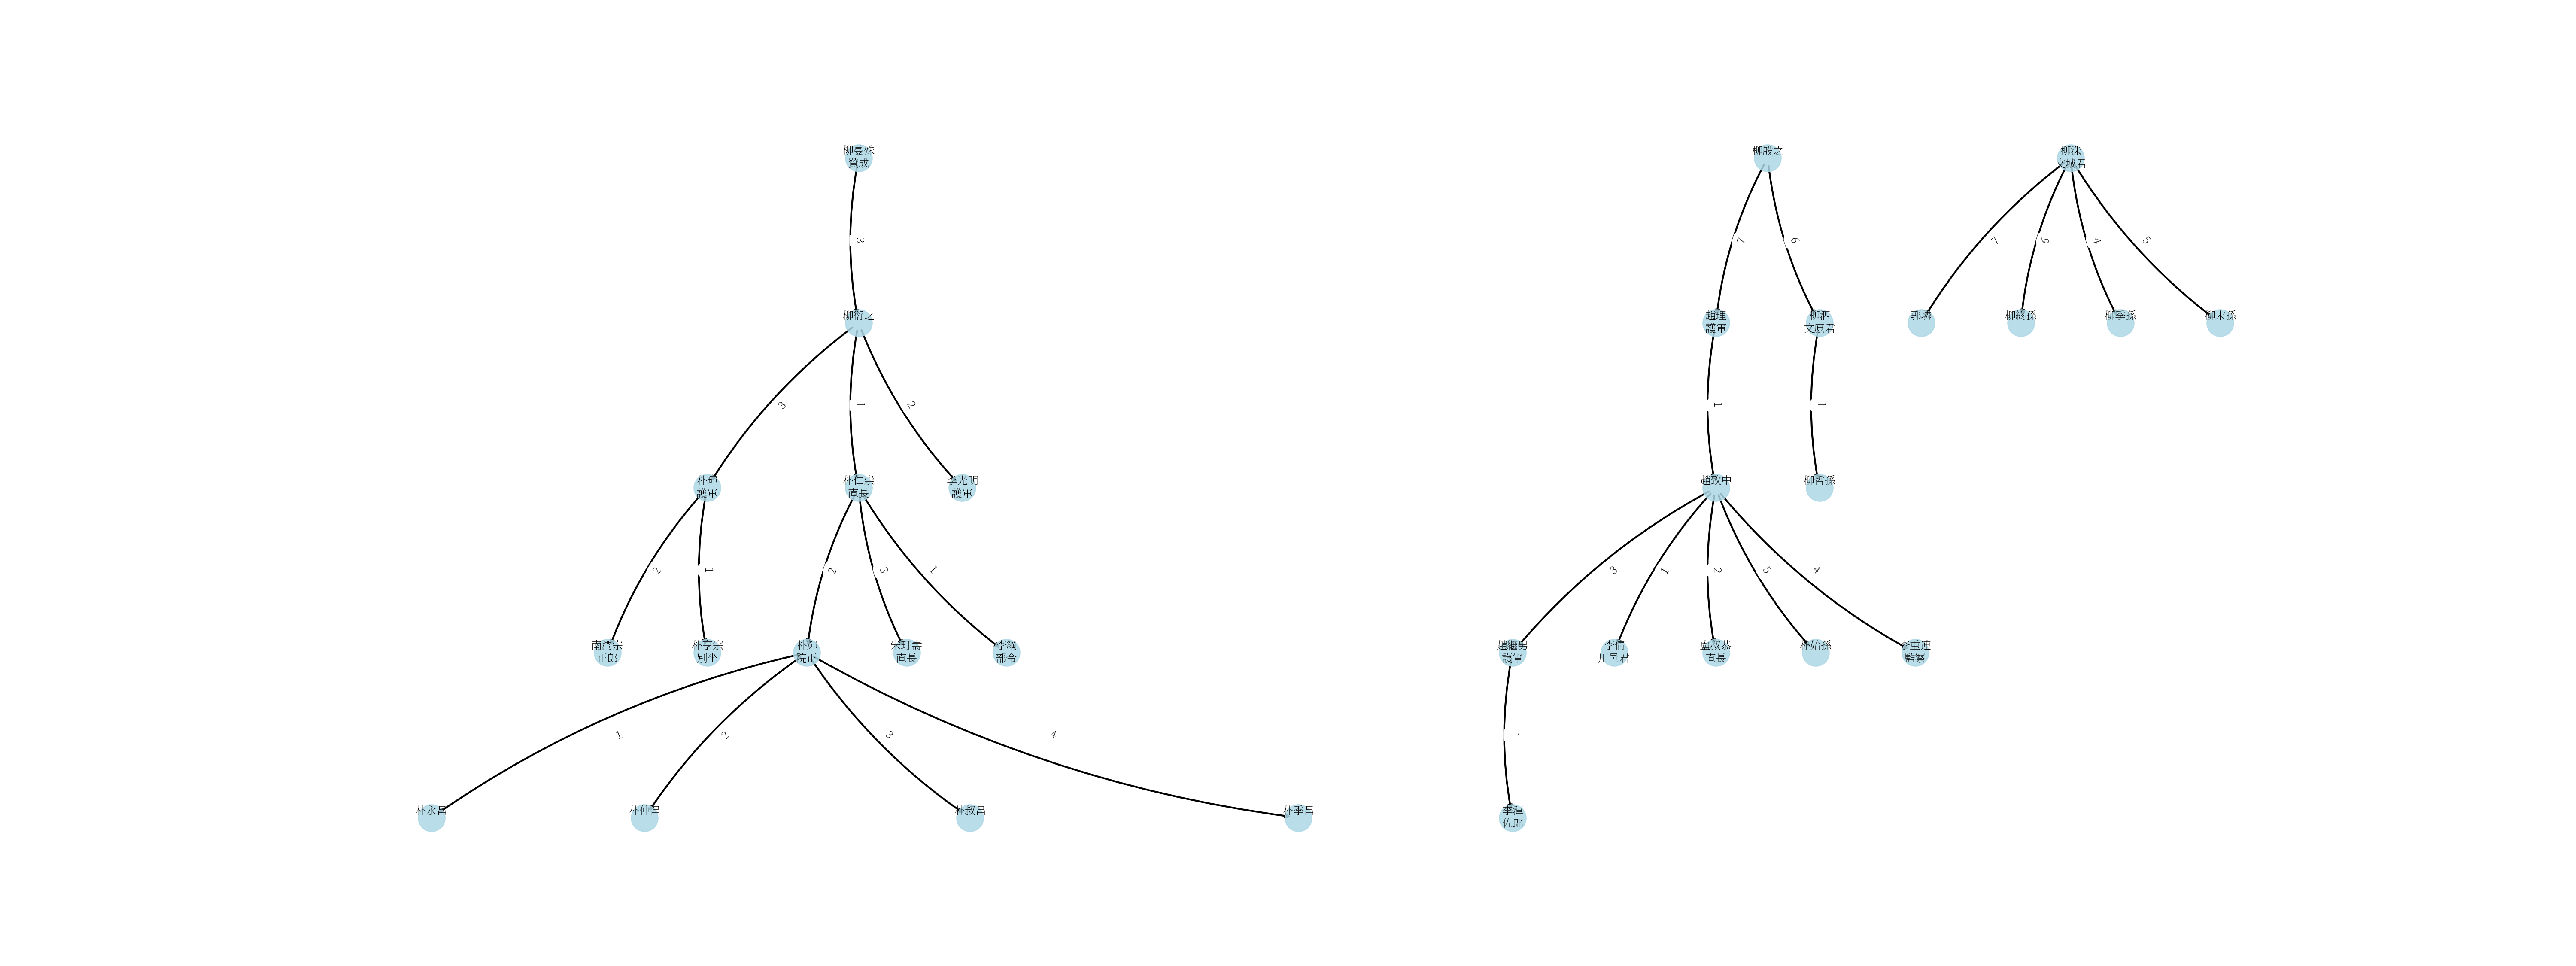 柳蔓殊
贊成
柳殷之
柳洙
文城君
3
7
6
7
9
4
5
柳衍之
趙理
護軍
柳泗
文原君
郭璘
柳終孫
柳季孫
柳末孫
3
1
2
1
1
朴琿
護軍
朴仁崇
直長
李光明
護軍
趙致中
柳哲孫
2
1
2
3
1
3
1
2
5
4
南潤宗
正郎
朴亨宗
別坐
朴輝
院正
宋玎壽
直長
李綱
部令
趙繼男
護軍
李倩
川邑君
盧叔恭
直長
朴始孫
李重連
監察
1
2
3
4
1
朴永昌
朴仲昌
朴叔昌
朴季昌
李渾
佐郎